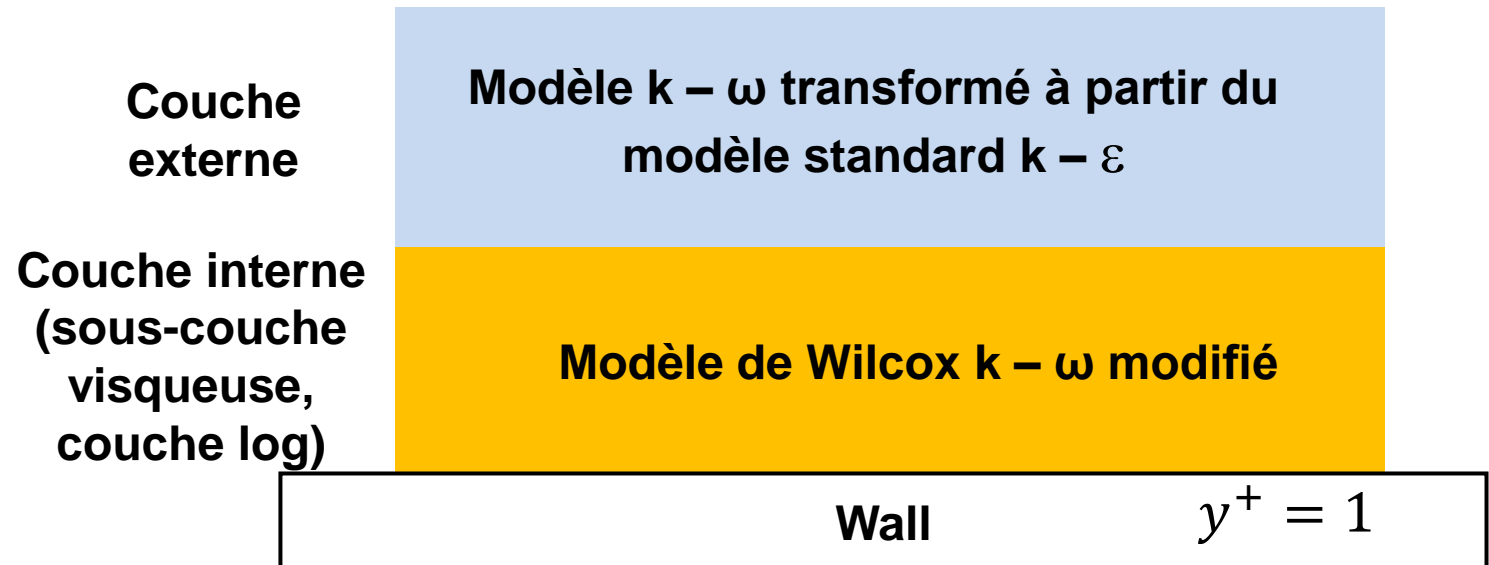 Couche
externe
Modèle k – ω transformé à partir du
modèle standard k – ε
Couche interne
(sous-couche
visqueuse,
couche log)
Modèle de Wilcox k – ω modifié
Wall
y⁺ = 1